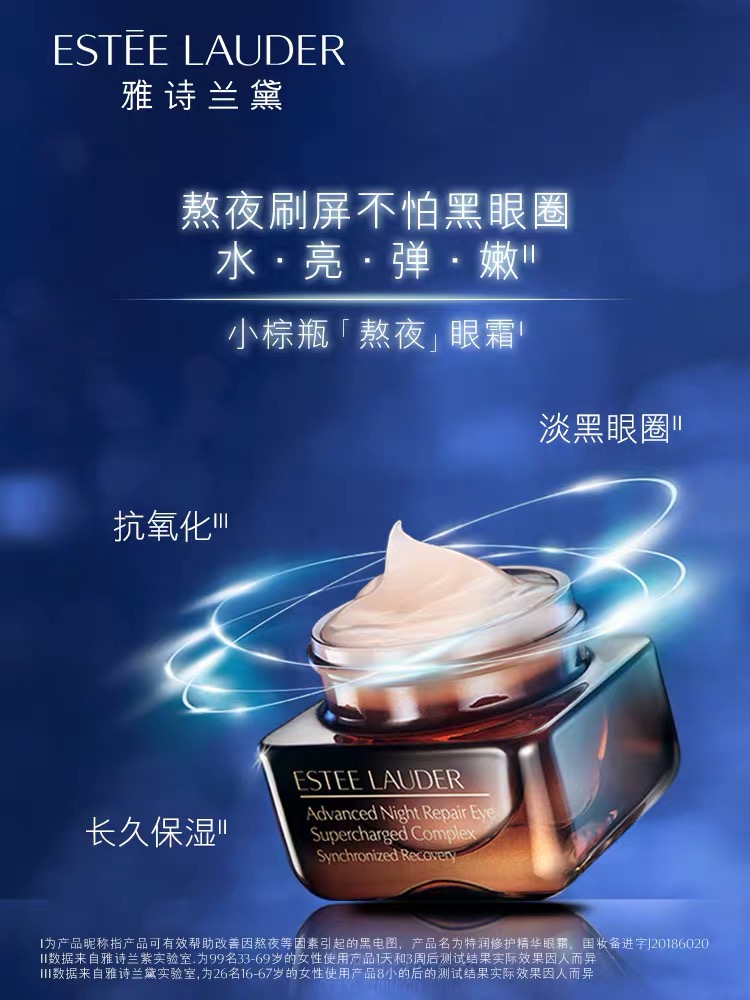 ESTĒE LAUDER
雅诗兰黛
熬夜刷屏不怕黑眼圈
水·亮·弹·嫩II
小棕瓶「熬夜」眼霜I
淡黑眼圈II
抗氧化III
ESTEE LAUDER
Advanced Night Repair Eye
Supercharged Complex
Synchronized Recovery
长久保湿II
I为产品昵称指产品可有效帮助改善因熬夜等因素引起的黑电图，产品名为特润修护精华眼霜，国妆备进字J20186020
II数据来自雅诗兰紫实验室.为99名33-69岁的女性使用产品1天和3周后测试结果实际效果因人而异
III数据来自雅诗兰黛实验室,为26名16-67岁的女性使用产品8小的后的测试结果实际效果因人而异